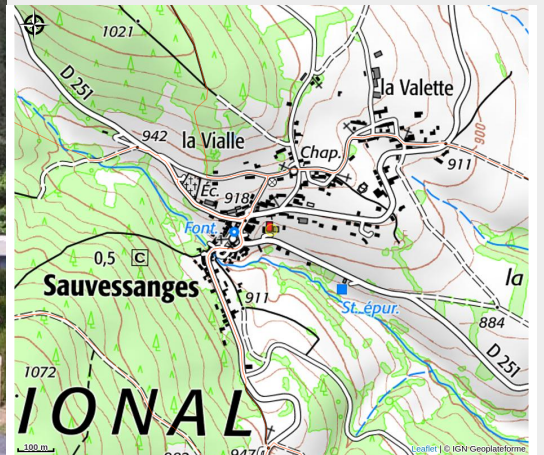 1021
D 251
la Valette
942
la Vialle
900
Chap.
911
Éc.
918
Font.
0,5 C
Sauvessanges
911
la
St. épur.
884
D 251
1072
IONAL
100 m
947
Leaflet | © IGN Geoplateforme